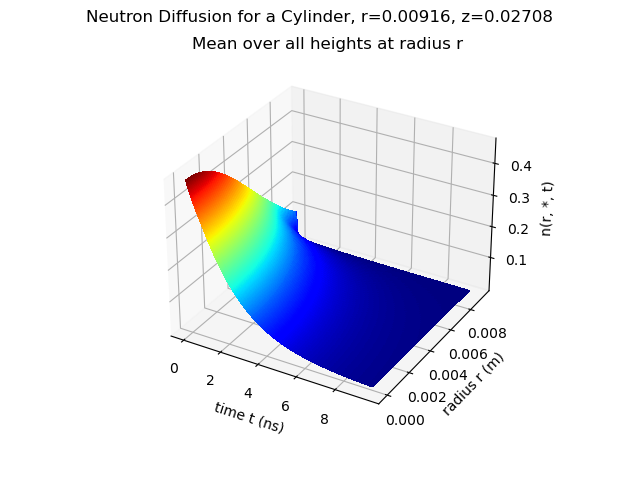 Neutron Diffusion for a Cylinder, r=0.00916, z=0.02708
Mean over all heights at radius r
0.4
0.3
0.2
0.1
n(r, *, t)
0
2
4
6
8
time t (ns)
0.000
0.002
0.004
0.006
0.008
radius r (m)